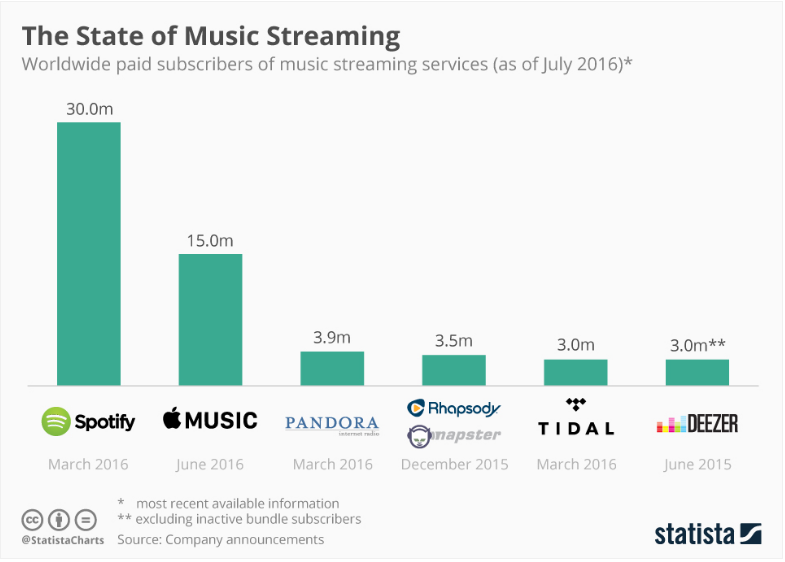 The State of Music Streaming
Worldwide paid subscribers of music streaming services (as of July 2016)*
30.0m
15.0m
3.9m
3.5m
3.0m
3.0m**
Spotify
MUSIC
PANDORA
internet radio
Rhapsody
napster
TIDAL
DEEZER
March 2016
June 2016
March 2016
December 2015
March 2016
June 2015
* most recent available information
** excluding inactive bundle subscribers
cc
@StatistaCharts
Source: Company announcements
statista